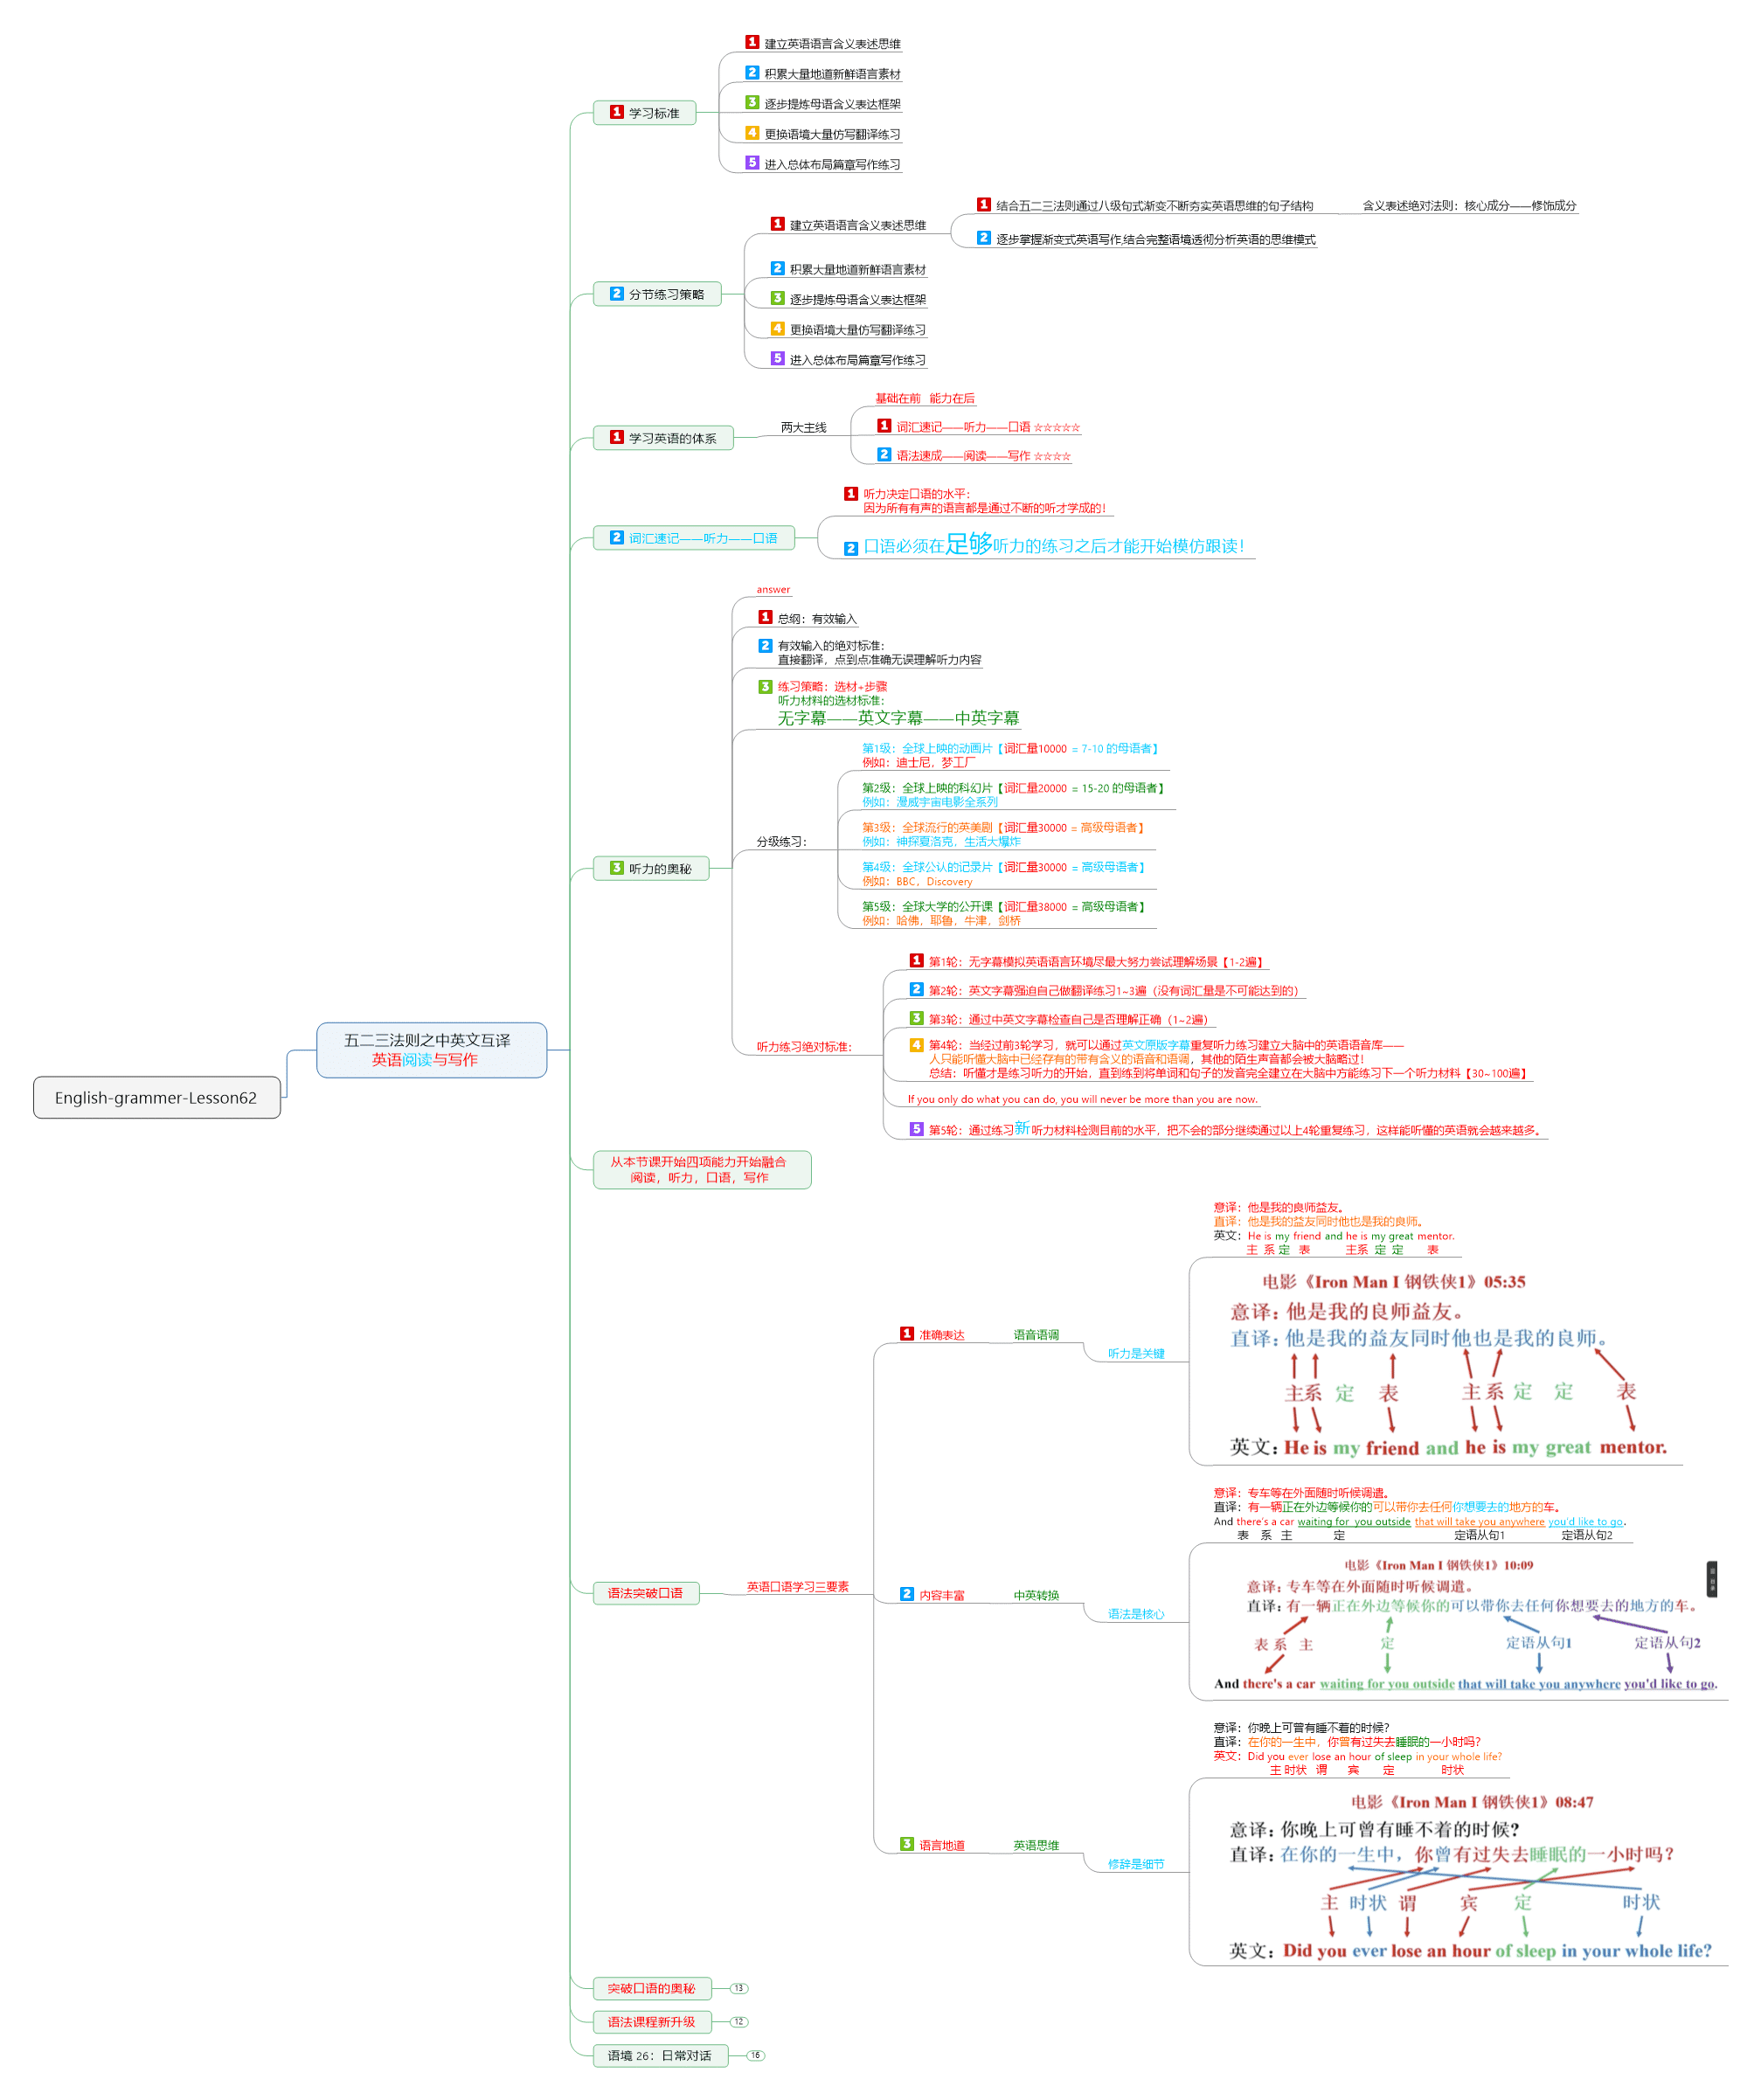 English-grammer-Lesson62
五二三法则之中英文互译
英语阅读与写作
1 学习标准
1 建立英语语言含义表述思维
2 积累大量地道新鲜语言素材
3 逐步提炼母语含义表达框架
4 更换语境大量仿写翻译练习
5 进入总体布局篇章写作练习
2 分节练习策略
1 建立英语语言含义表述思维
1 结合五二三法则通过八级句式渐变不断夯实英语思维的句子结构
含义表述绝对法则：核心成分——修饰成分
2 逐步掌握渐变式英语写作,结合完整语境透彻分析英语的思维模式
2 积累大量地道新鲜语言素材
3 逐步提炼母语含义表达框架
4 更换语境大量仿写翻译练习
5 进入总体布局篇章写作练习
1 学习英语的体系
两大主线
基础在前 能力在后
1 词汇速记——听力——口语 ☆☆☆☆☆
2 语法速成——阅读——写作 ☆☆☆☆
2 词汇速记——听力——口语
1 听力决定口语的水平：
因为所有有声的语言都是通过不断的听才学成的！
2 口语必须在足够听力的练习之后才能开始模仿跟读！
3 听力的奥秘
answer
1 总纲：有效输入
2 有效输入的绝对标准：
直接翻译，点到点准确无误理解听力内容
3 练习策略：选材+步骤
听力材料的选材标准：
无字幕——英文字幕——中英字幕
分级练习：
第1级：全球上映的动画片【词汇量10000 = 7-10 的母语者】
例如：迪士尼，梦工厂
第2级：全球上映的科幻片【词汇量20000 = 15-20 的母语者】
例如：漫威宇宙电影全系列
第3级：全球流行的英美剧【词汇量30000 = 高级母语者】
例如：神探夏洛克，生活大爆炸
第4级：全球公认的记录片【词汇量30000 = 高级母语者】
例如：BBC，Discovery
第5级：全球大学的公开课【词汇量38000 = 高级母语者】
例如：哈佛，耶鲁，牛津，剑桥
听力练习绝对标准：
1 第1轮：无字幕模拟英语语言环境尽最大努力尝试理解场景【1-2遍】
2 第2轮：英文字幕强迫自己做翻译练习1~3遍（没有词汇量是不可能达到的）
3 第3轮：通过中英文字幕检查自己是否理解正确（1~2遍）
4 第4轮：当经过前3轮学习，就可以通过英文原版字幕重复听力练习建立大脑中的英语语音库——
人只能听懂大脑中已经存有的带有含义的语音和语调，其他的陌生声音都会被大脑略过！
总结：听懂才是练习听力的开始，直到练到将单词和句子的发音完全建立在大脑中方能练习下一个听力材料【30~100遍】
If you only do what you can do, you will never be more than you are now.
5 第5轮：通过练习新听力材料检测目前的水平，把不会的部分继续通过以上4轮重复练习，这样能听懂的英语就会越来越多。
从本节课开始四项能力开始融合
阅读，听力，口语，写作
语法突破口语
英语口语学习三要素
1 准确表达
语音语调
听力是关键
意译：他是我的良师益友。
直译：他是我的益友同时他也是我的良师。
英文：He is my friend and he is my great mentor.
主 系 定 表 主系 定 定 表
电影《Iron Man I 钢铁侠1》05:35
意译：他是我的良师益友。
直译：他是我的益友同时他也是我的良师。
主系 定 表 主 系 定 定 表
英文：He is my friend and he is my great mentor.
2 内容丰富
中英转换
语法是核心
意译：专车等在外面随时听候调遣。
直译：有一辆正在外边等候你的可以带你去任何你想要去的地方的车。
And there's a car waiting for you outside that will take you anywhere you'd like to go.
表 系 主 定 定语从句1 定语从句2
电影《Iron Man I 钢铁侠1》10:09
意译：专车等在外面随时听候调遣。
直译：有一辆正在外边等候你的可以带你去任何你想要去的地方的车。
表 系 主 定 定语从句1 定语从句2
And there's a car waiting for you outside that will take you anywhere you'd like to go.
3 语言地道
英语思维
修辞是细节
意译：你晚上可曾有睡不着的时候？
直译：在你的一生中，你曾有过失去睡眠的一小时吗？
英文：Did you ever lose an hour of sleep in your whole life?
主 时状 谓 宾 定 时状
电影《Iron Man I 钢铁侠1》08:47
意译：你晚上可曾有睡不着的时候?
直译：在你的一生中，你曾有过失去睡眠的一小时吗？
主 时状 谓 宾 定 时状
英文：Did you ever lose an hour of sleep in your whole life?
突破口语的奥秘 13
语法课程新升级 12
语境 26：日常对话 16